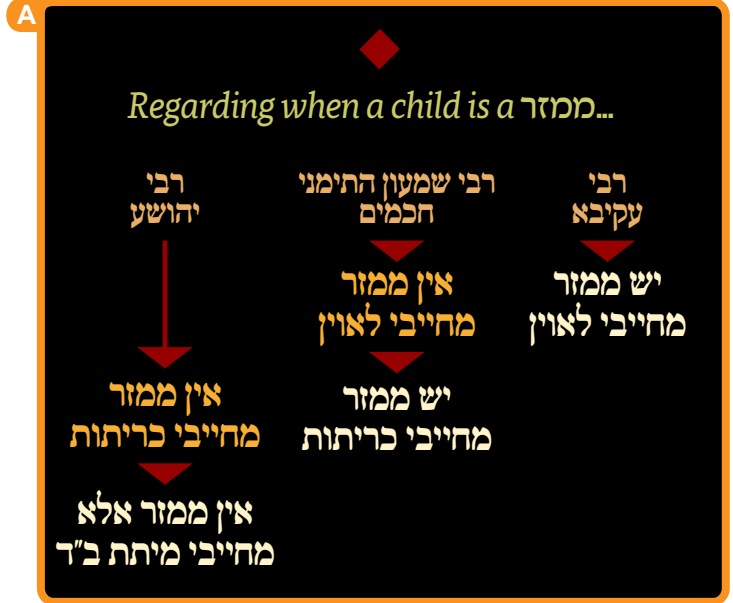 A
Regarding when a child is a ממזר...
רבי
עקיבא
יש ממזר
מחייבי לאוין
רבי שמעון התימני
חכמים
אין ממזר
מחייבי לאוין
יש ממזר
מחייבי כריתות
רבי
יהושע
אין ממזר
מחייבי כריתות
אין ממזר אלא
מחייבי מיתת ב״ד